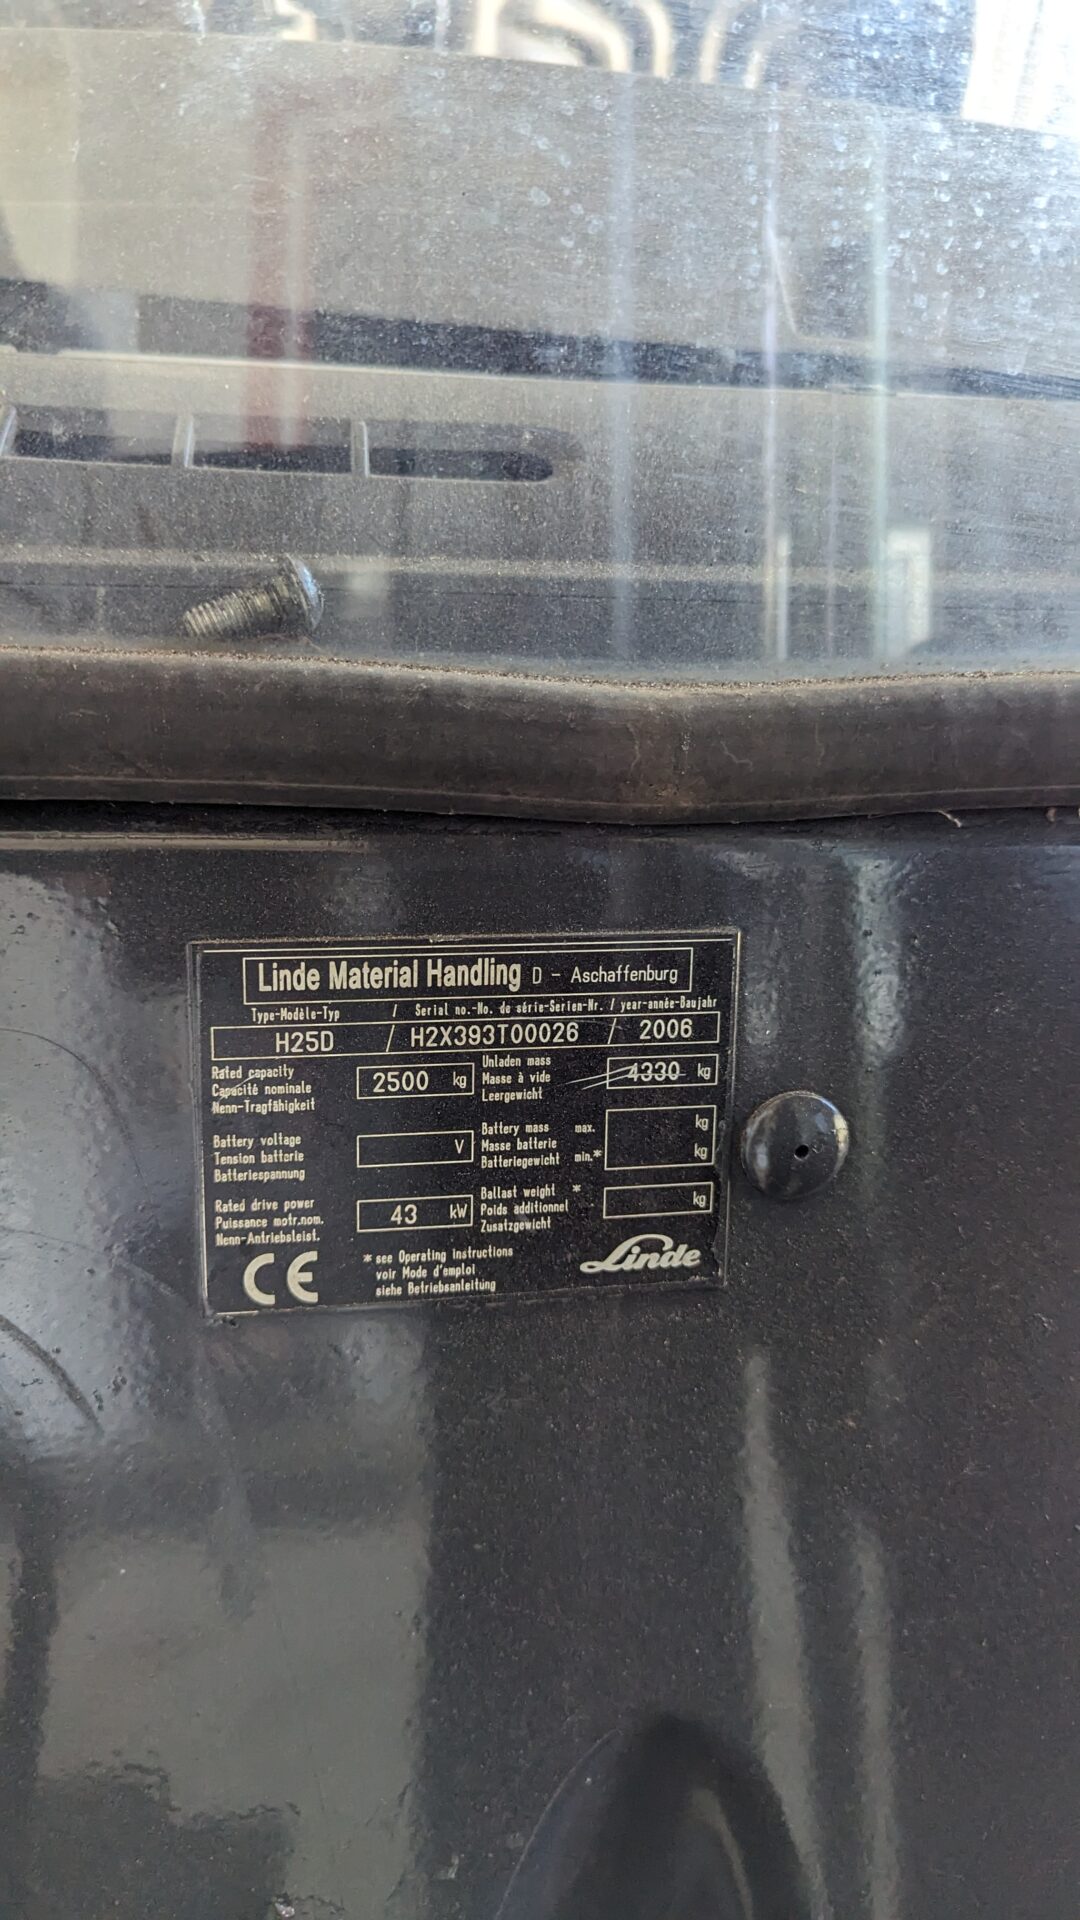 Linde Material Handling D - Aschaffenburg
Type-Modèle-Typ / Serial no.-No. de série-Serien-Nr. / year-année-Baujahr
H25D / H2X393T00026 / 2006
Rated capacity
Capacité nominale
Nenn-Tragfähigkeit
2500 kg
Unladen mass
Masse à vide
Leergewicht
4330 kg
Battery voltage
Tension batterie
Batteriespannung
V
Battery mass max. kg
Masse batterie
Batteriegewicht min.* kg
Rated drive power
Puissance motr.nom.
Nenn-Antriebsleist.
43 kW
Ballast weight *
Poids additionnel
Zusatzgewicht
kg
CE
* see Operating instructions
voir Mode d'emploi
siehe Betriebsanleitung
Linde